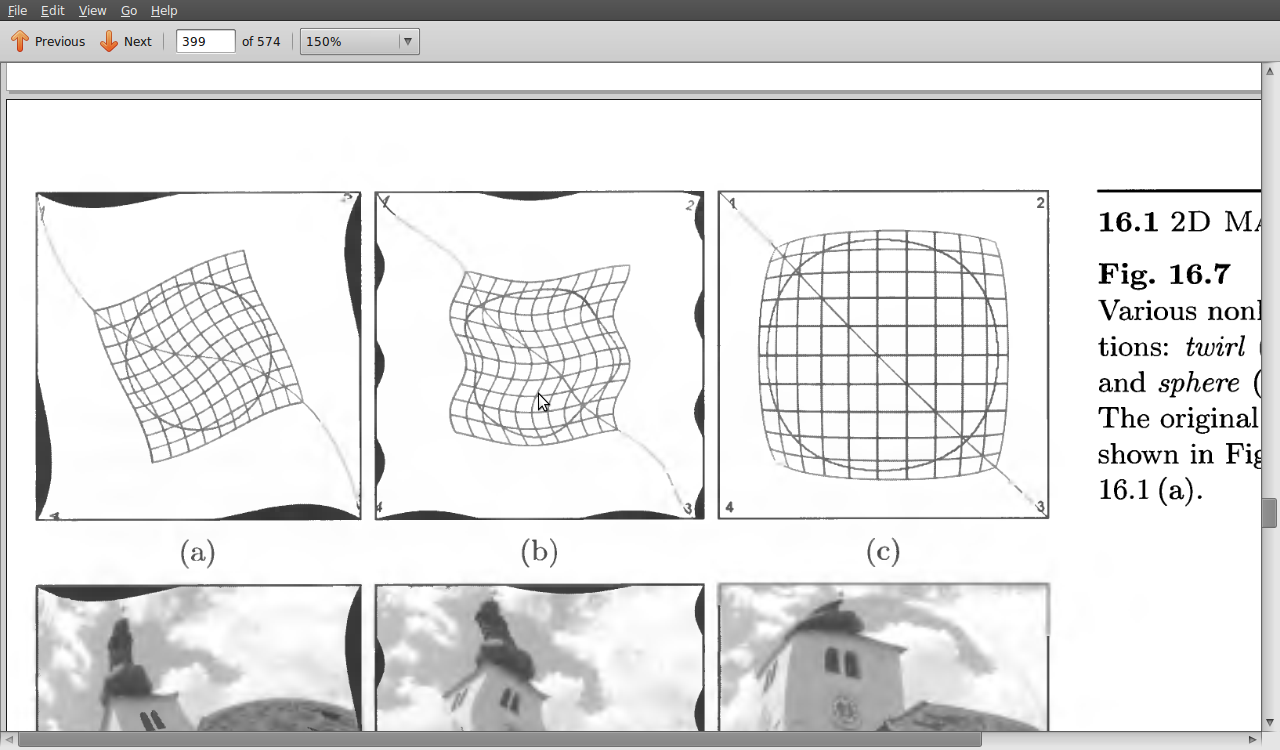 File Edit View Go Help
Previous Next 399 of 574 150%
1 2 1 2 1 2
4 4 3 4 3
(a) (b) (c)
16.1 2D MA
Fig. 16.7
Various nonl
tions: twirl (
and sphere (
The original
shown in Fig
16.1 (a).